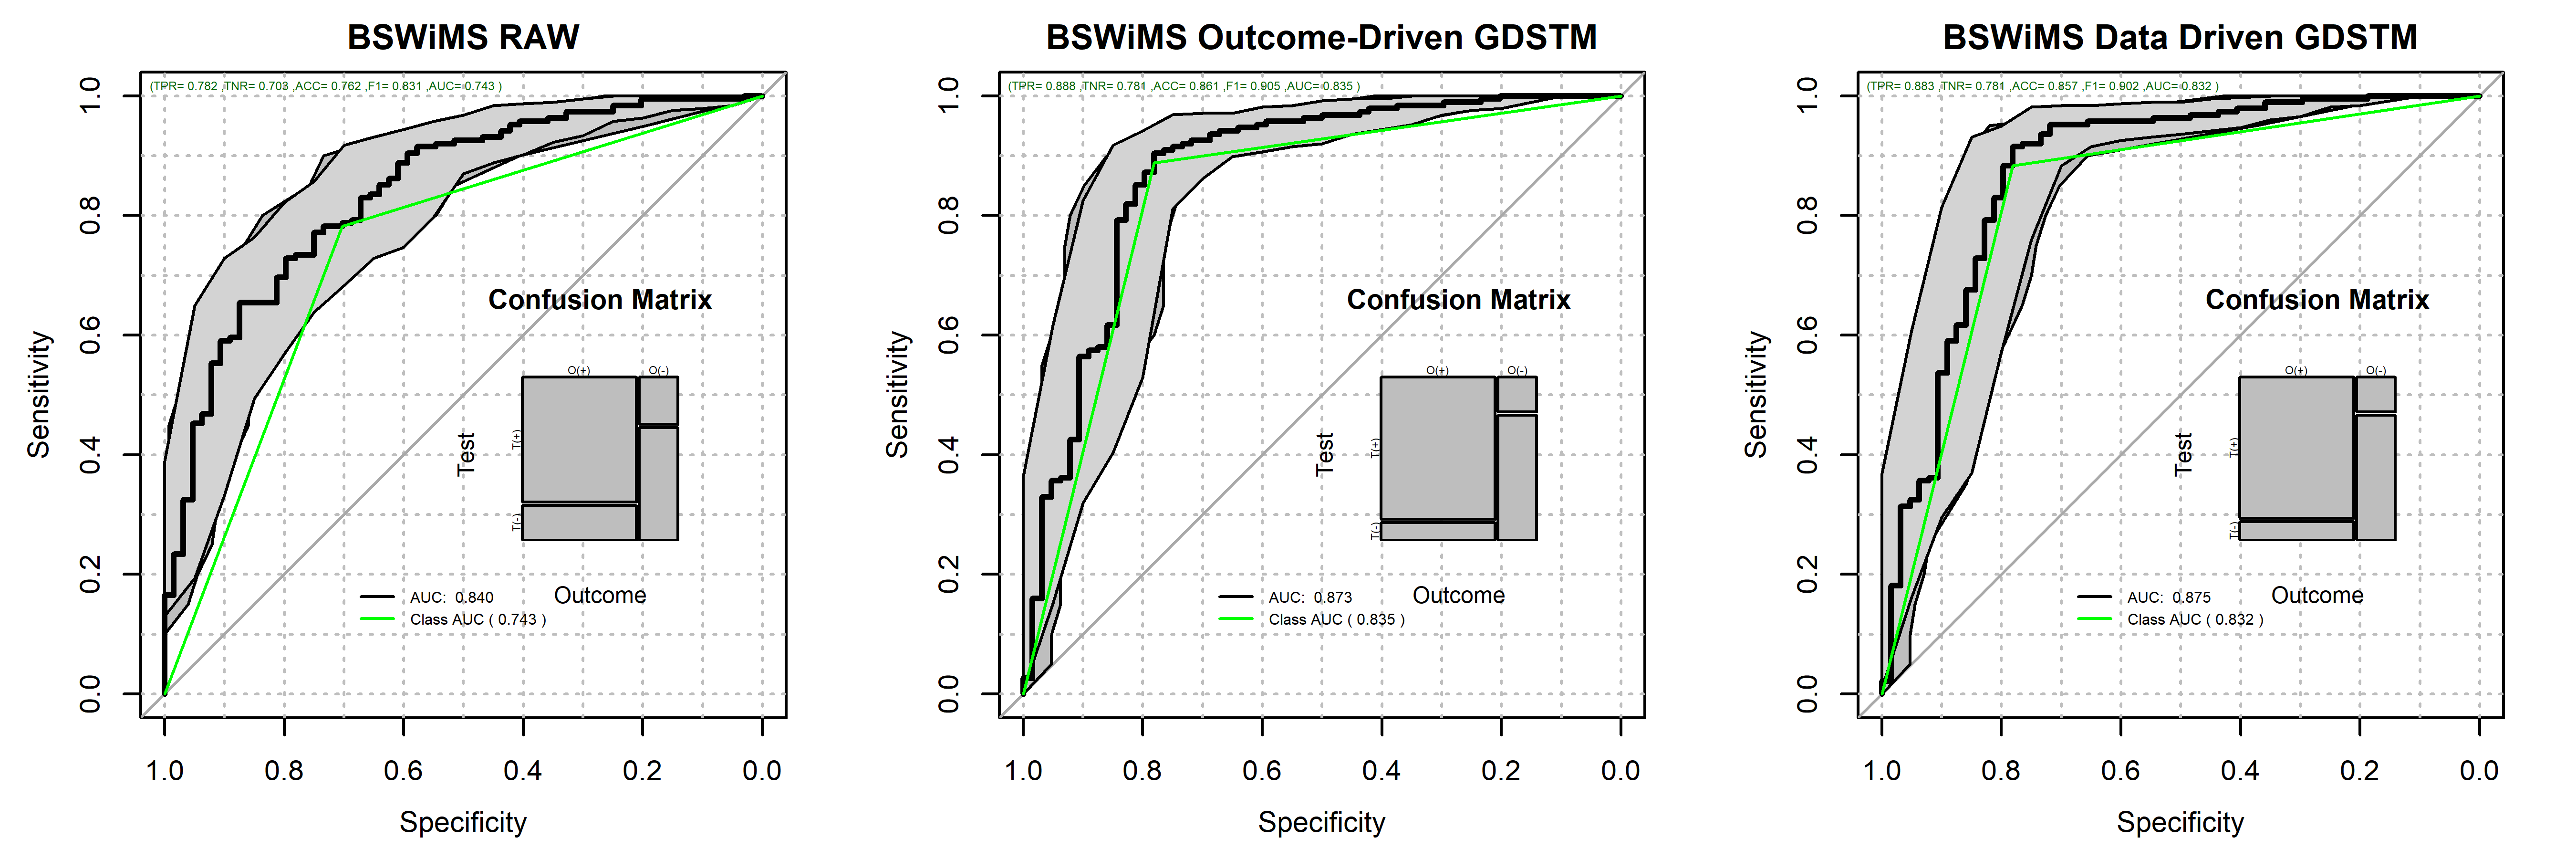 BSWiMS RAW
(TPR= 0.782 ,TNR= 0.703 ,ACC= 0.762 ,F1= 0.831 ,AUC= 0.743 )
1.0
0.8
0.6
0.4
0.2
0.0
Sensitivity
Confusion Matrix
O(+) O(-)
T(+)
T(-)
Test
Outcome
AUC: 0.840
Class AUC ( 0.743 )
1.0 0.8 0.6 0.4 0.2 0.0
Specificity
BSWiMS Outcome-Driven GDSTM
(TPR= 0.888 ,TNR= 0.781 ,ACC= 0.861 ,F1= 0.905 ,AUC= 0.835 )
1.0
0.8
0.6
0.4
0.2
0.0
Sensitivity
Confusion Matrix
O(+) O(-)
T(+)
T(-)
Test
Outcome
AUC: 0.873
Class AUC ( 0.835 )
1.0 0.8 0.6 0.4 0.2 0.0
Specificity
BSWiMS Data Driven GDSTM
(TPR= 0.883 ,TNR= 0.781 ,ACC= 0.857 ,F1= 0.902 ,AUC= 0.832 )
1.0
0.8
0.6
0.4
0.2
0.0
Sensitivity
Confusion Matrix
O(+) O(-)
T(+)
T(-)
Test
Outcome
AUC: 0.875
Class AUC ( 0.832 )
1.0 0.8 0.6 0.4 0.2 0.0
Specificity